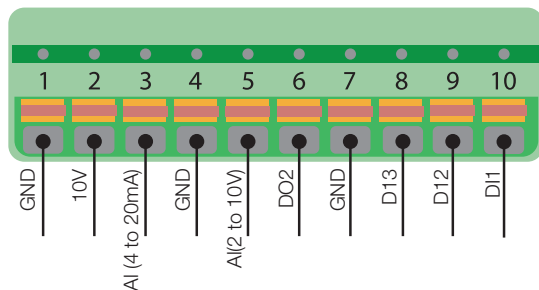 1 2 3 4 5 6 7 8 9 10
GND
10V
AI (4 to 20mA)
GND
AI(2 to 10V)
DO2
GND
D13
D12
DI1